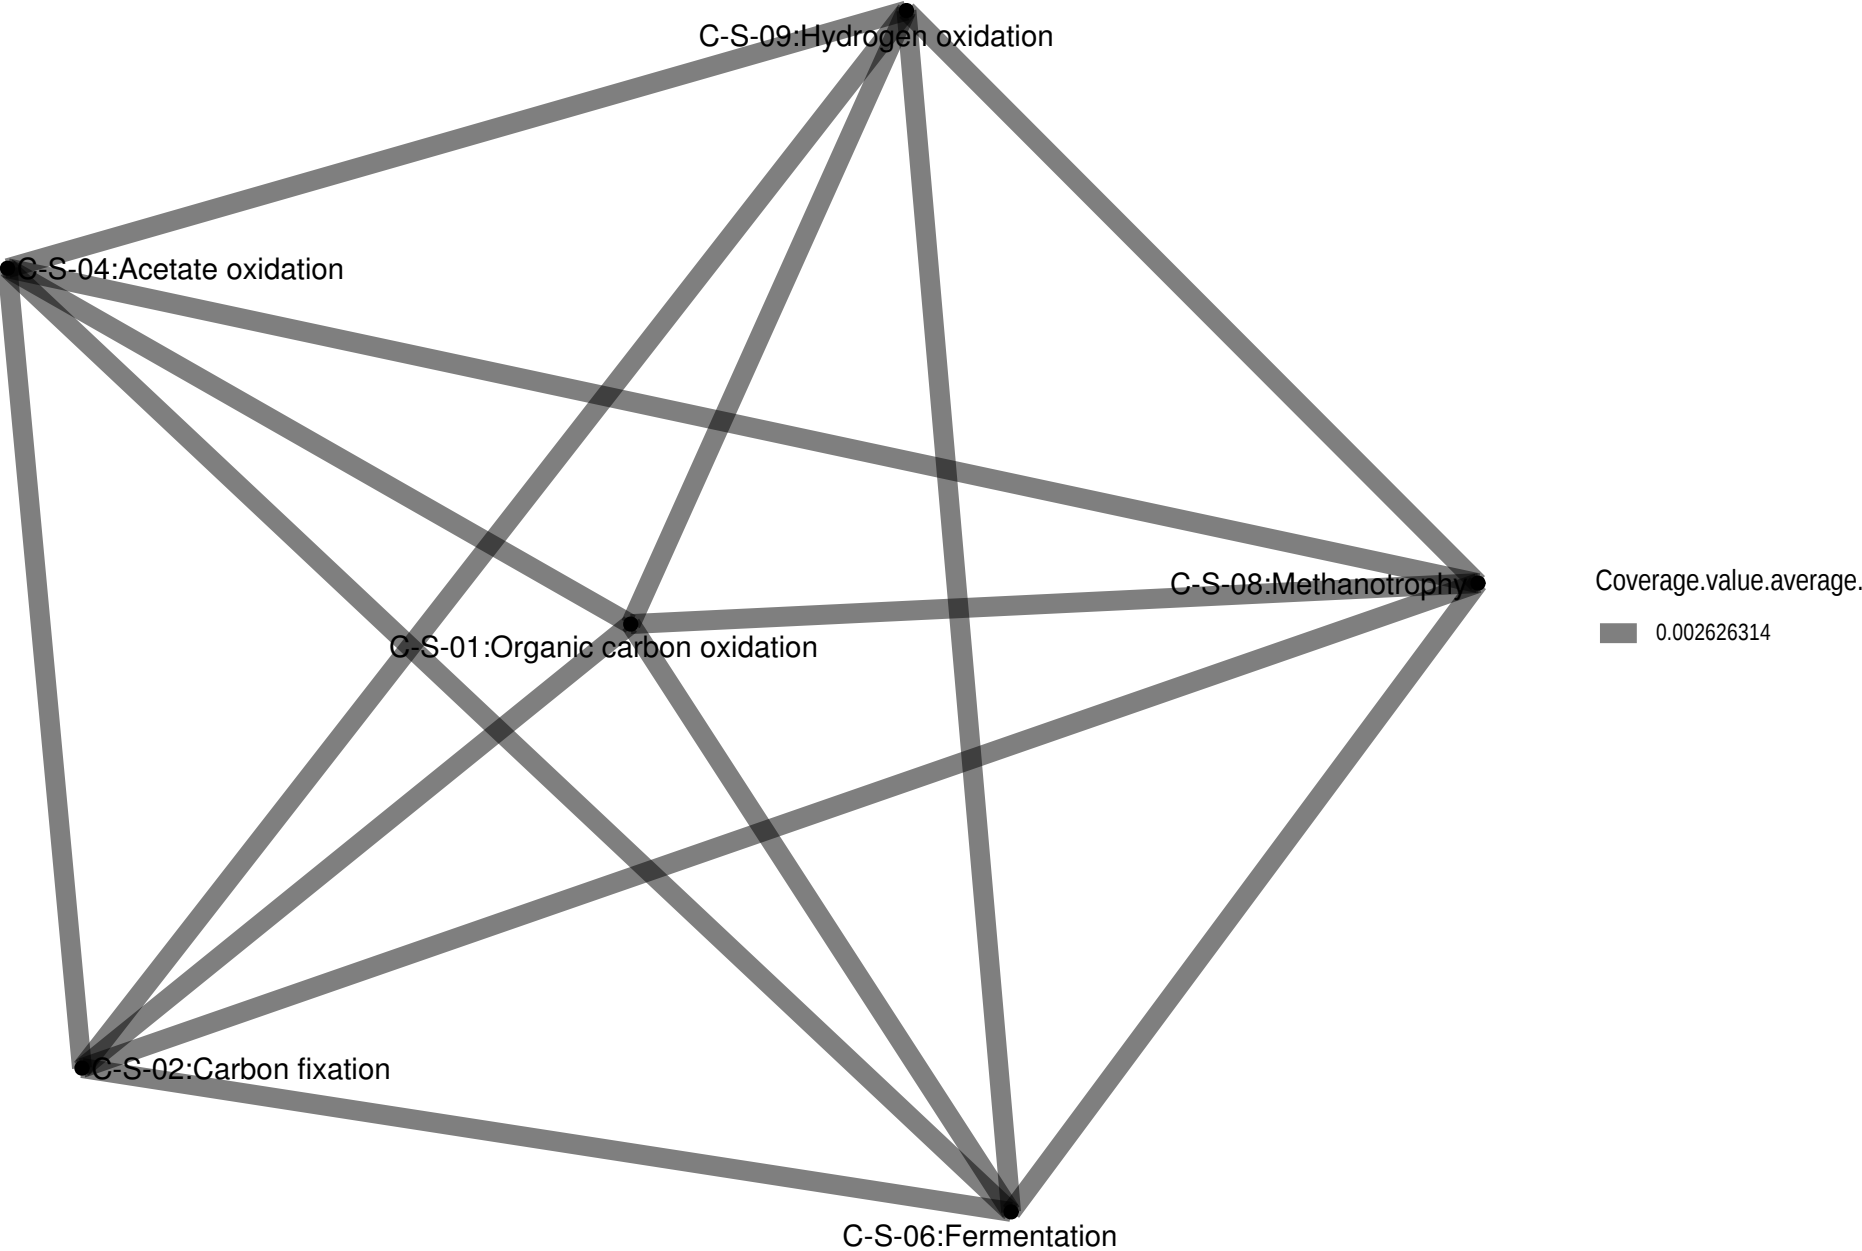 C-S-09:Hydrogen oxidation
C-S-04:Acetate oxidation
C-S-08:Methanotrophy
Coverage.value.average.
0.002626314
C-S-01:Organic carbon oxidation
C-S-02:Carbon fixation
C-S-06:Fermentation